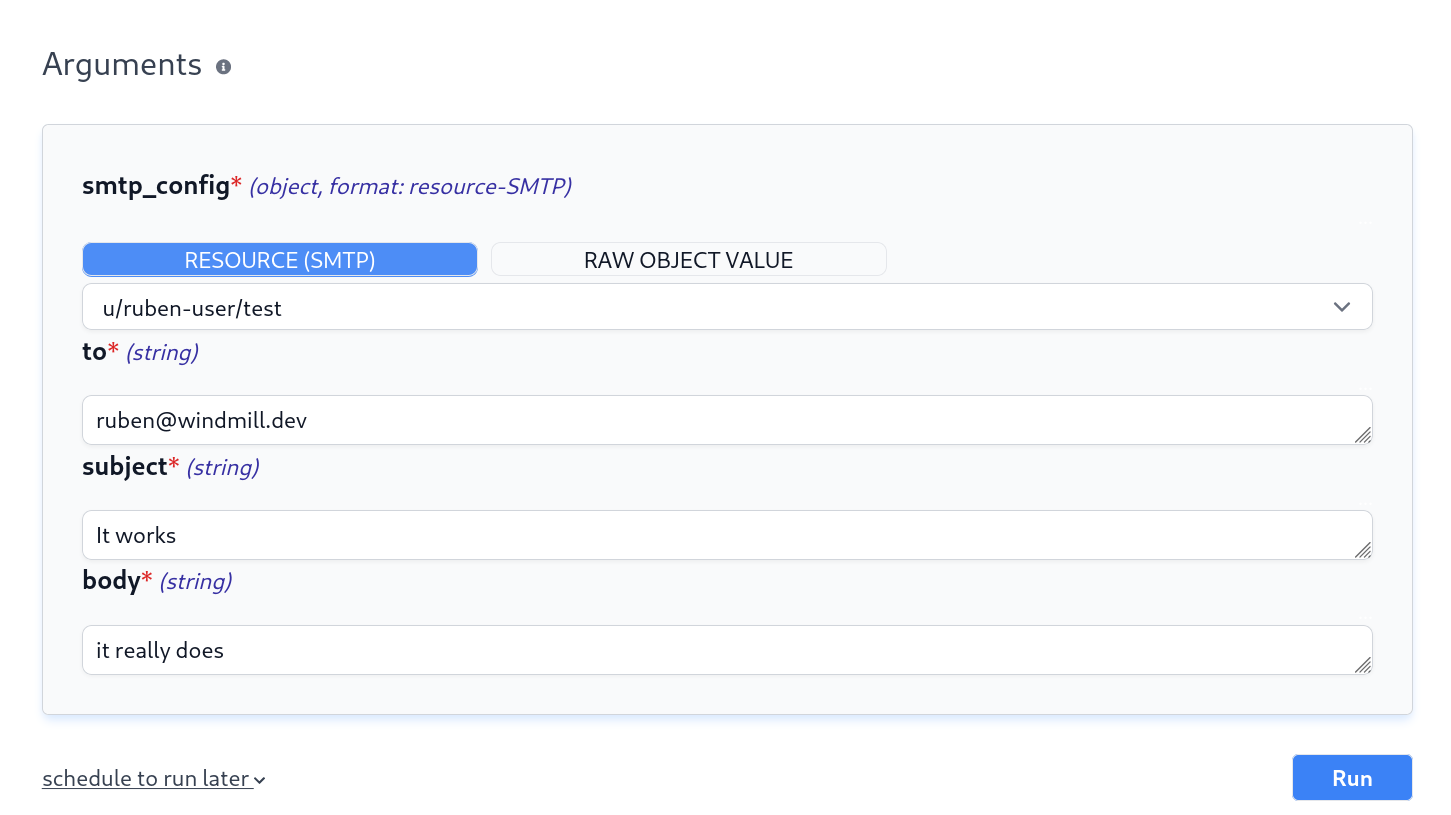 Arguments
smtp_config* (object, format: resource-SMTP)
RESOURCE (SMTP) RAW OBJECT VALUE
u/ruben-user/test
to* (string)
ruben@windmill.dev
subject* (string)
It works
body* (string)
it really does
schedule to run later Run